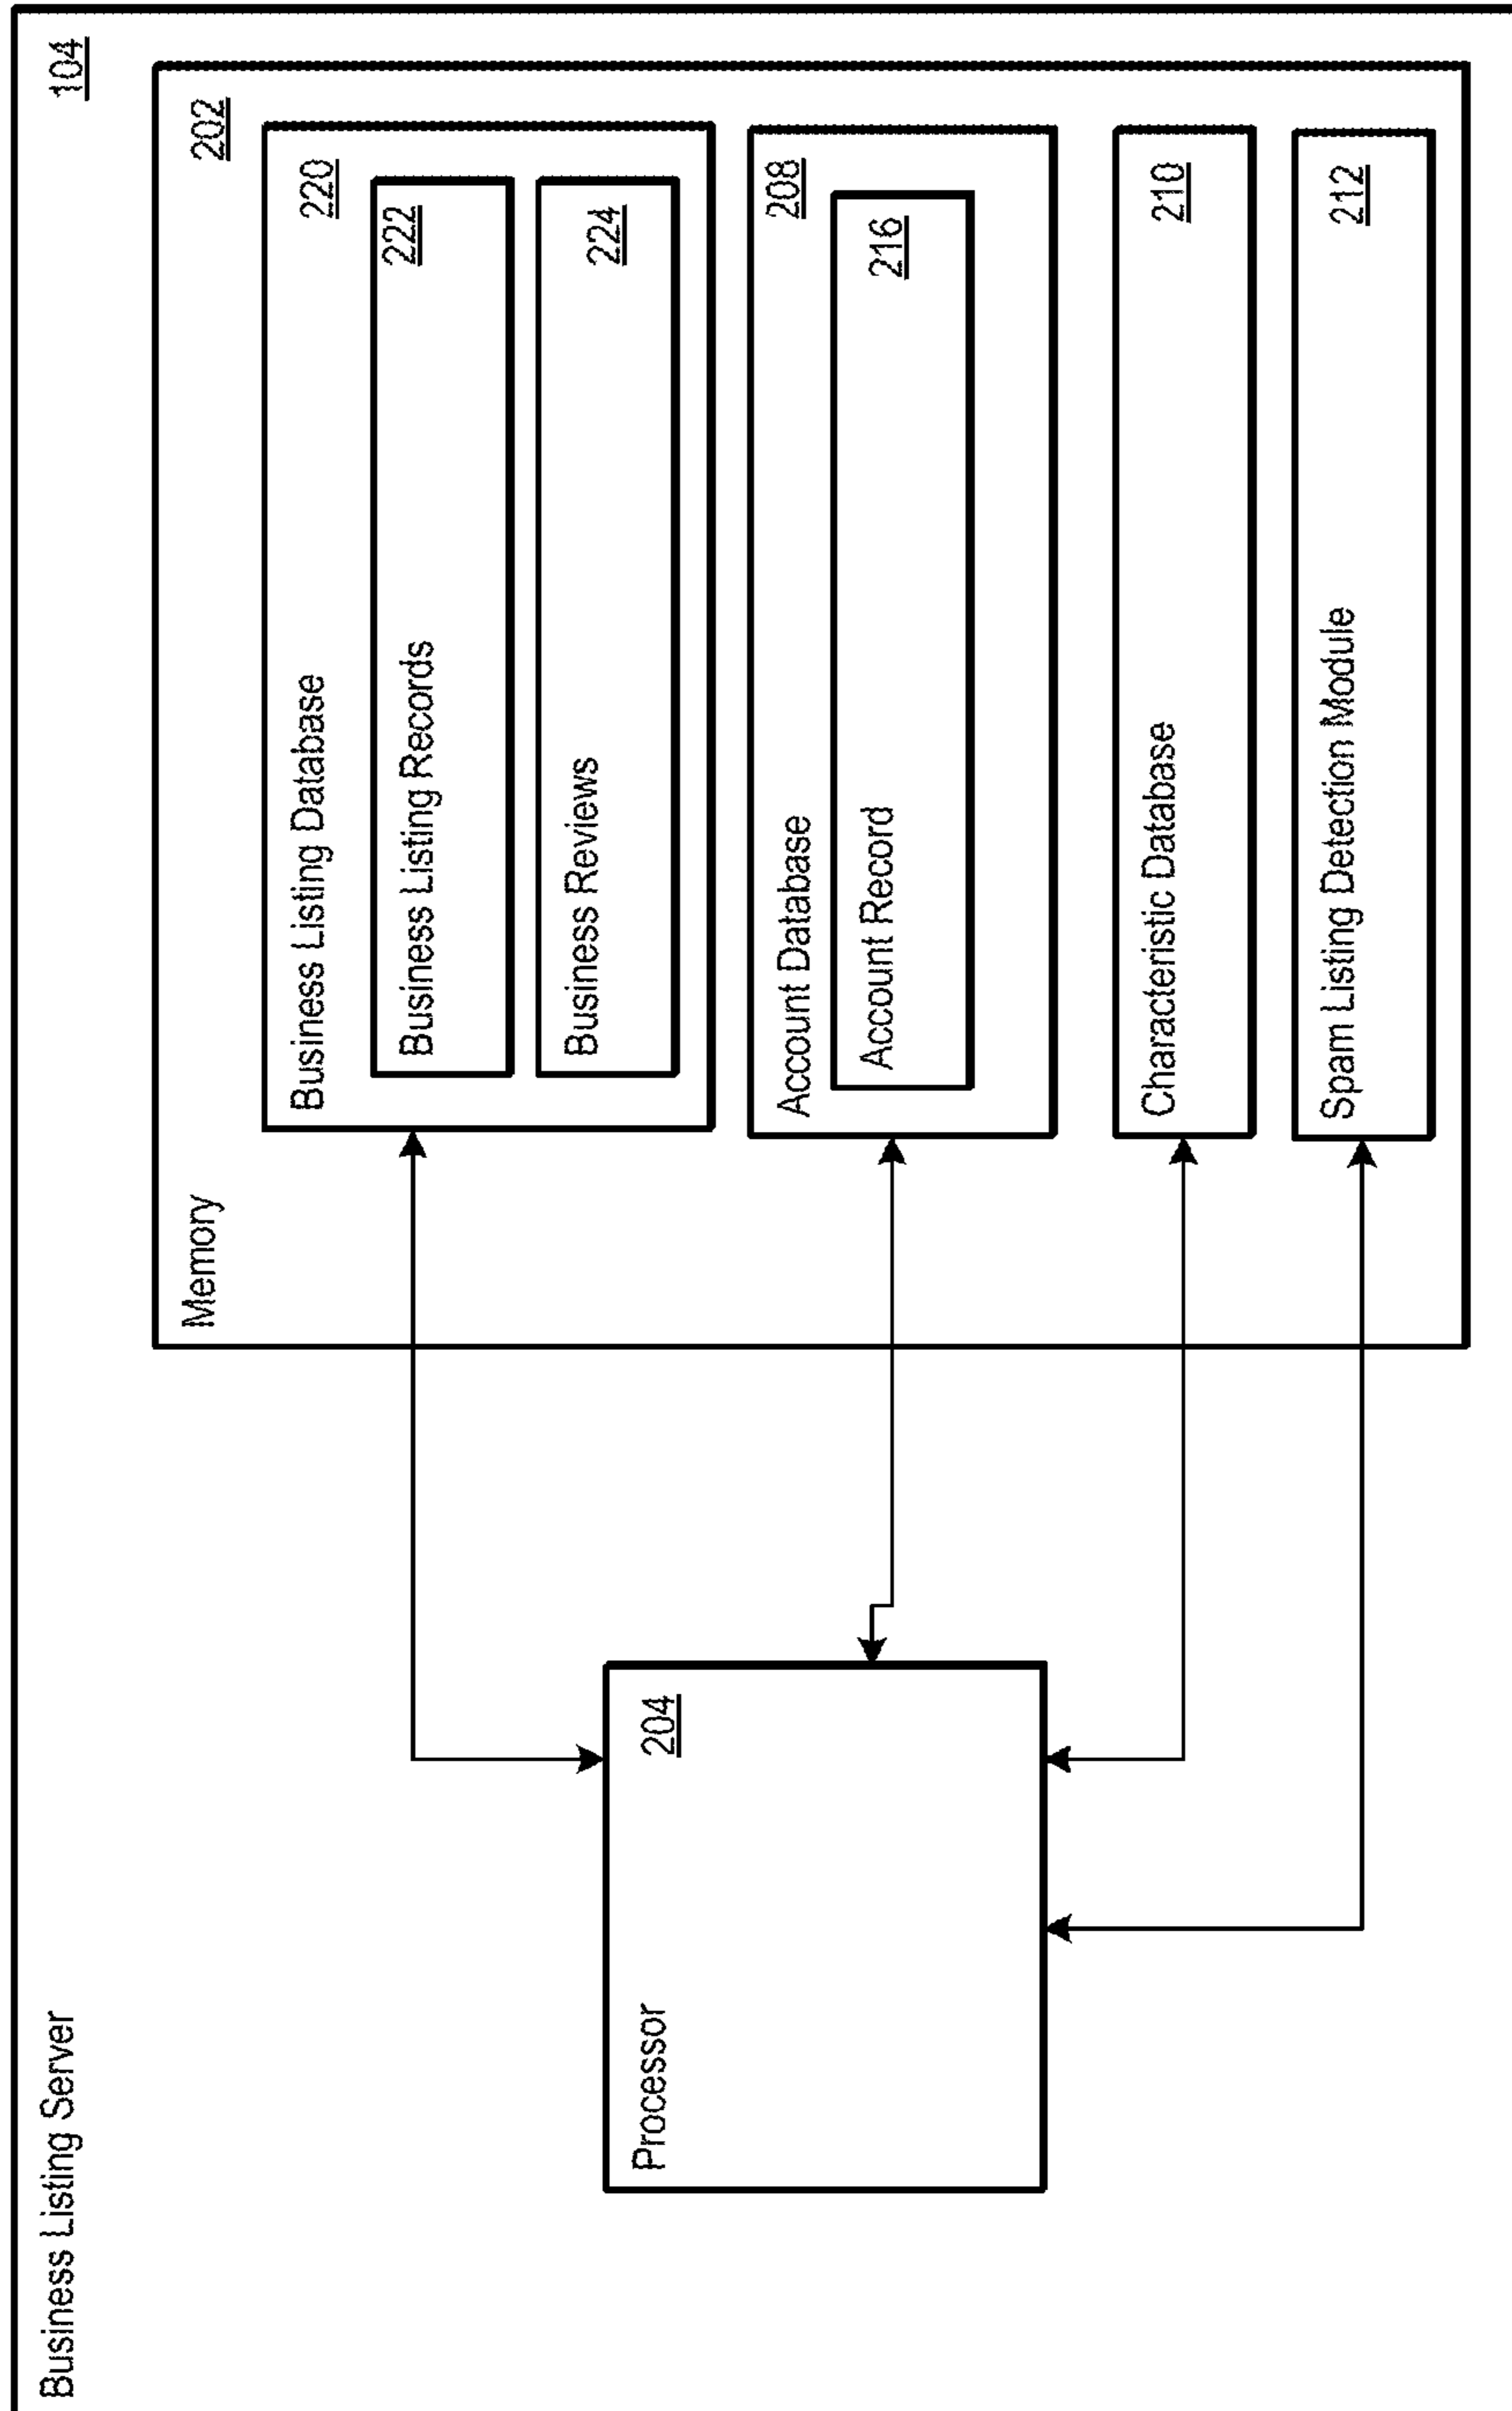 Business Listing Server
104
Memory
202
Business Listing Database
220
Business Listing Records
222
Business Reviews
224
Processor
204
Account Database
208
Account Record
216
Characteristic Database
210
Spam Listing Detection Module
212